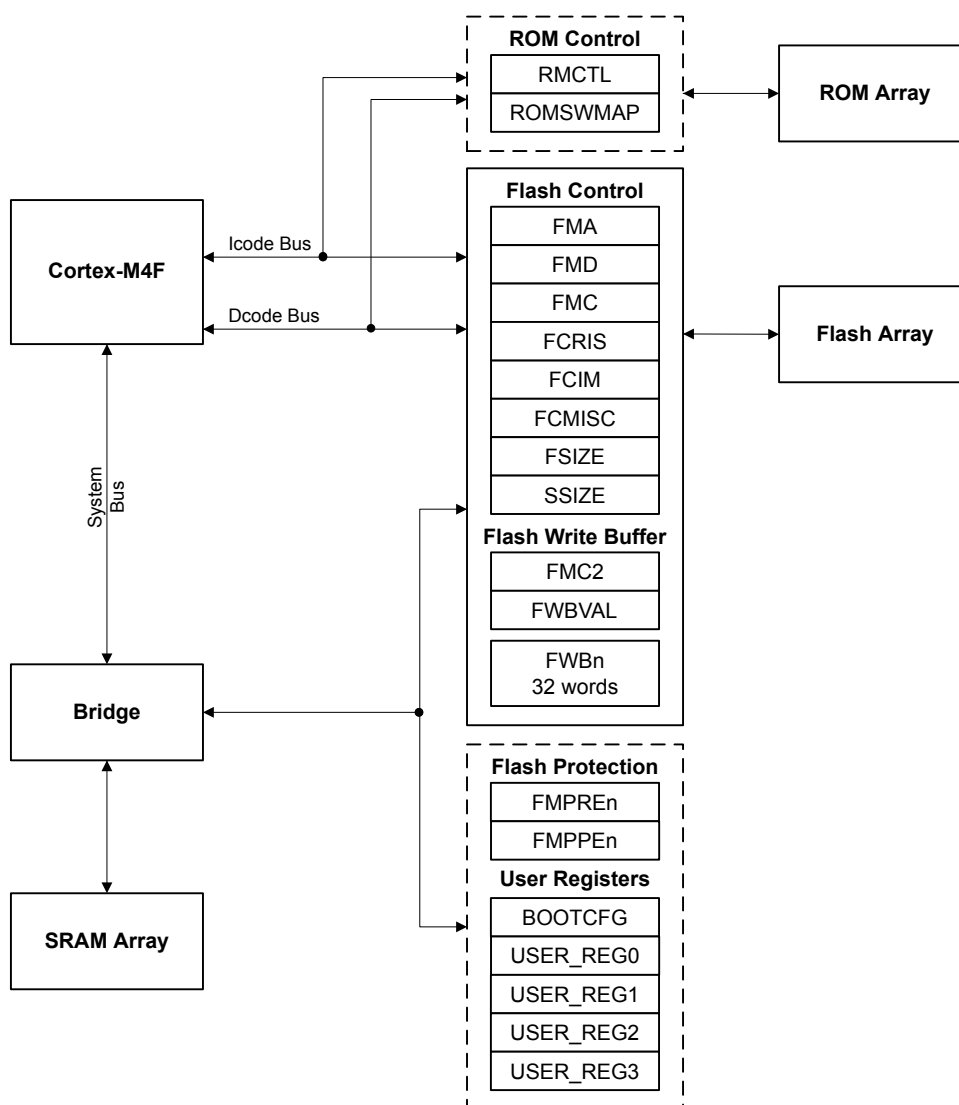 ROM Control
RMCTL
ROMSWMAP
ROM Array
Flash Control
FMA
FMD
FMC
FCRIS
FCIM
FCMISC
FSIZE
SSIZE
Flash Write Buffer
FMC2
FWBVAL
FWBn
32 words
Flash Array
Cortex-M4F
Icode Bus
Dcode Bus
System
Bus
Bridge
SRAM Array
Flash Protection
FMPREn
FMPPEn
User Registers
BOOTCFG
USER_REG0
USER_REG1
USER_REG2
USER_REG3